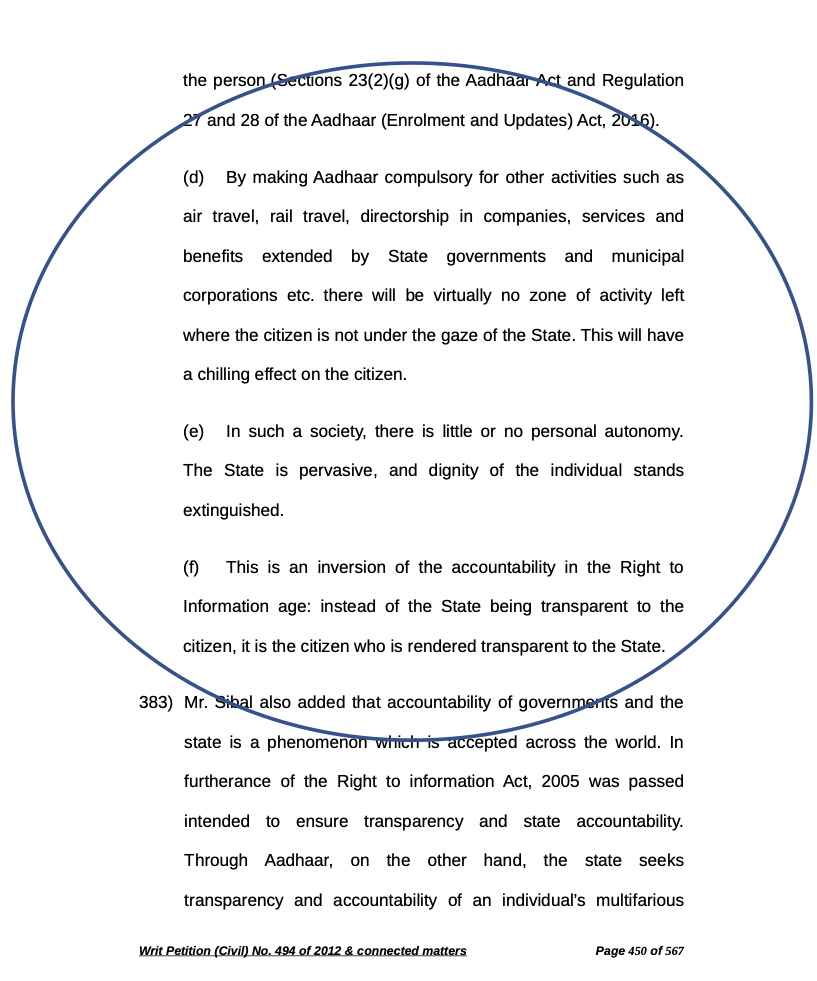 the person (Sections 23(2)(g) of the Aadhaar Act and Regulation
27 and 28 of the Aadhaar (Enrolment and Updates) Act, 2016).
(d) By making Aadhaar compulsory for other activities such as
air travel, rail travel, directorship in companies, services and
benefits extended by State governments and municipal
corporations etc. there will be virtually no zone of activity left
where the citizen is not under the gaze of the State. This will have
a chilling effect on the citizen.
(e) In such a society, there is little or no personal autonomy.
The State is pervasive, and dignity of the individual stands
extinguished.
(f) This is an inversion of the accountability in the Right to
Information age: instead of the State being transparent to the
citizen, it is the citizen who is rendered transparent to the State.
383) Mr. Sibal also added that accountability of governments and the
state is a phenomenon which is accepted across the world. In
furtherance of the Right to information Act, 2005 was passed
intended to ensure transparency and state accountability.
Through Aadhaar, on the other hand, the state seeks
transparency and accountability of an individual's multifarious
Writ Petition (Civil) No. 494 of 2012 & connected matters Page 450 of 567